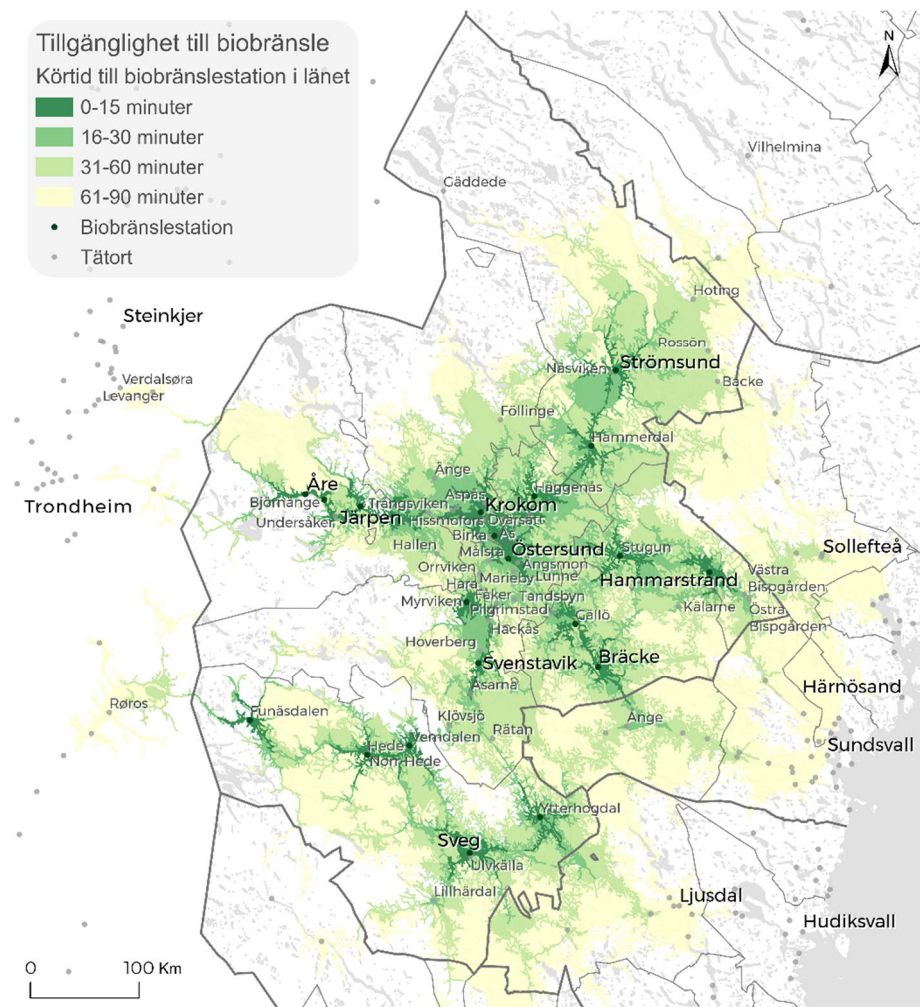 Tillgänglighet till biobränsle
Körtid till biobränslestation i länet
0-15 minuter
16-30 minuter
31-60 minuter
61-90 minuter
Biobränslestation
Tätort
N
Vilhelmina
Gäddede
Hoting
Steinkjer
Rossön
Strömsund
Näsviken
Backe
Verdalsøra
Levanger
Föllinge
Hammerdal
Änge
Åre
Häggenås
Aspås
Krokom
Björnänge
Trångsviken
Trondheim
Järpen
Undersåker
Hissmofors
Dvärsätt
Birka
Ås
Hallen
Målsta
Östersund
Stugun
Sollefteå
Orrviken
Ängsmon
Marieby
Lunne
Hammarstrand
Västra
Bispgården
Hara
Fåker
Tandsbyn
Myrviken
Pilgrimstad
Kälarne
Östra
Bispgården
Gällö
Hackås
Hoverberg
Svenstavik
Bräcke
Åsarna
Härnösand
Røros
Funäsdalen
Klövsjö
Rätan
Ånge
Vemdalen
Sundsvall
Hede
Norr-Hede
Ytterhogdal
Sveg
Ulvkälla
Lillhärdal
Ljusdal
Hudiksvall
0 100 Km